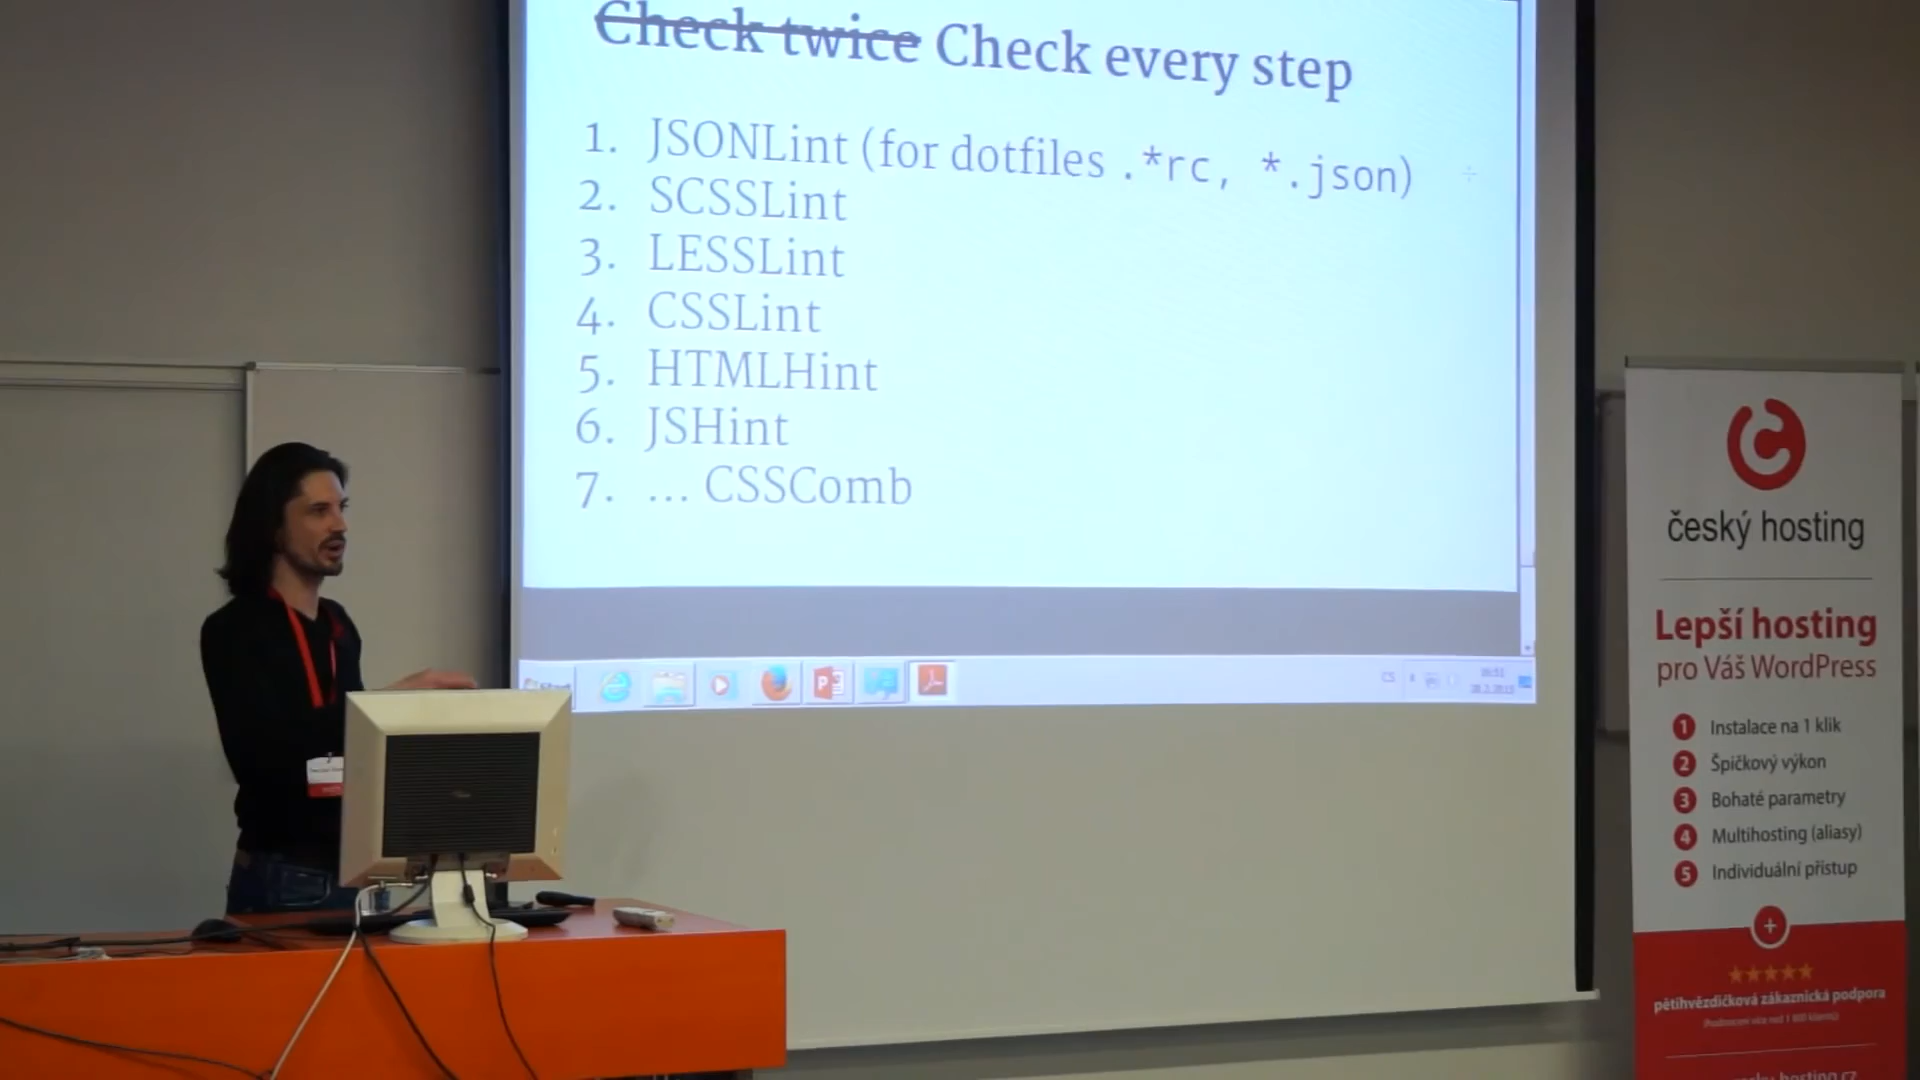 Check twice Check every step
1. JSONLint (for dotfiles .*rc, *.json)
2. SCSSLint
3. LESSLint
4. CSSLint
5. HTMLHint
6. JSHint
7. ... CSSComb
CS
český hosting
Lepší hosting
pro Váš WordPress
1 Instalace na 1 klik
2 Špičkový výkon
3 Bohaté parametry
4 Multihosting (aliasy)
5 Individuální přístup
+
pětihvězdičková zákaznická podpora